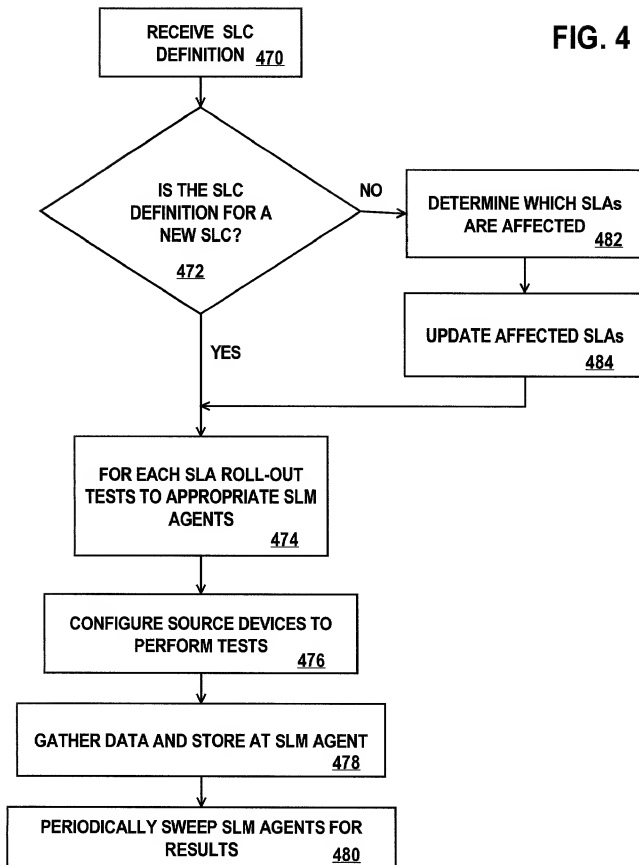 FIG. 4
RECEIVE SLC
DEFINITION 470
IS THE SLC
DEFINITION FOR A
NEW SLC?
472
NO
DETERMINE WHICH SLAs
ARE AFFECTED 482
UPDATE AFFECTED SLAs
484
YES
FOR EACH SLA ROLL-OUT
TESTS TO APPROPRIATE SLM
AGENTS
474
CONFIGURE SOURCE DEVICES TO
PERFORM TESTS
476
GATHER DATA AND STORE AT SLM AGENT
478
PERIODICALLY SWEEP SLM AGENTS FOR
RESULTS 480